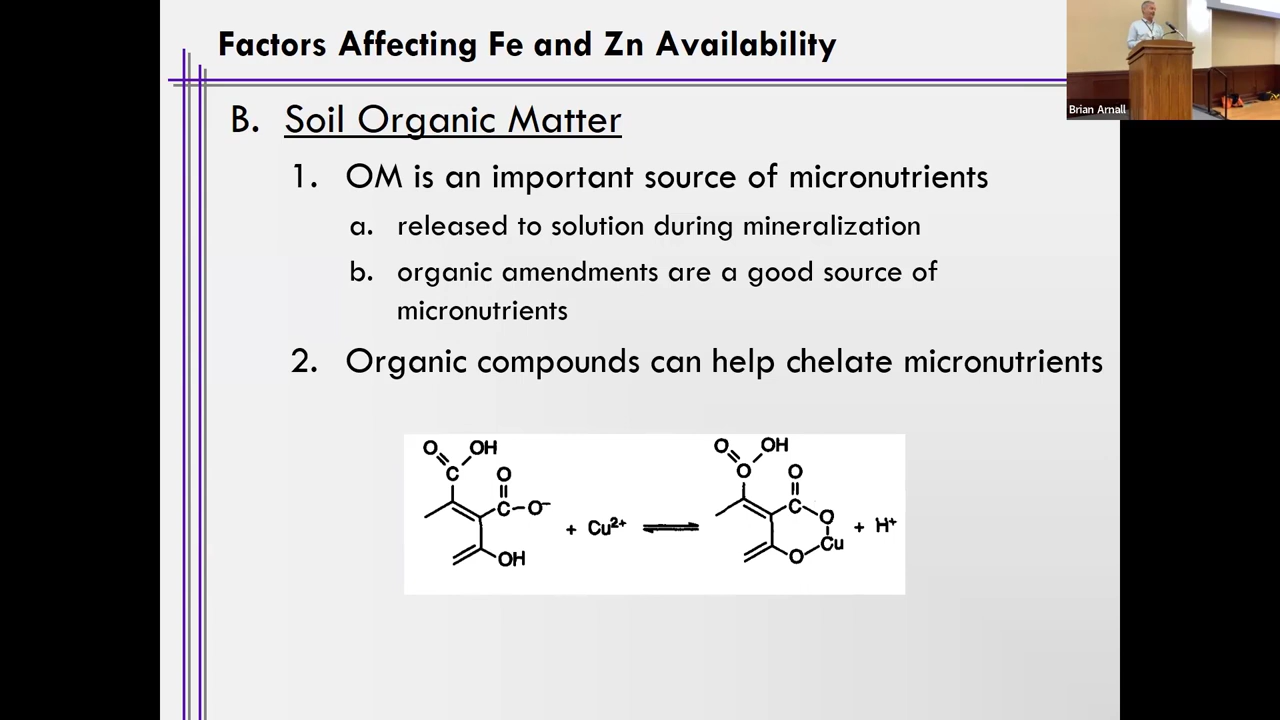 Factors Affecting Fe and Zn Availability
Brian Arnall
B. Soil Organic Matter
1. OM is an important source of micronutrients
a. released to solution during mineralization
b. organic amendments are a good source of
micronutrients
2. Organic compounds can help chelate micronutrients
O OH O OH
C O O O
C–O⁻ C O
+ Cu²⁺ ⇌ + H⁺
OH O Cu